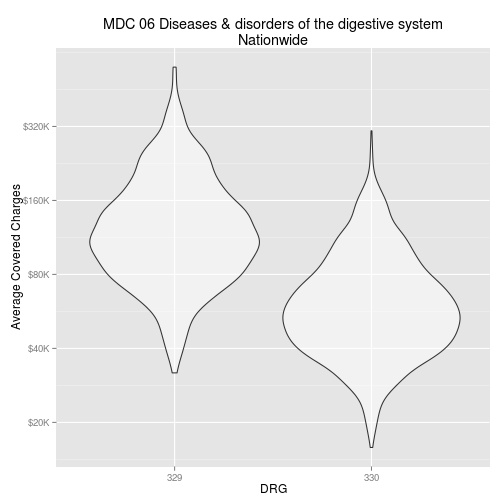 MDC 06 Diseases & disorders of the digestive system
Nationwide
Average Covered Charges
$320K
$160K
$80K
$40K
$20K
329
330
DRG